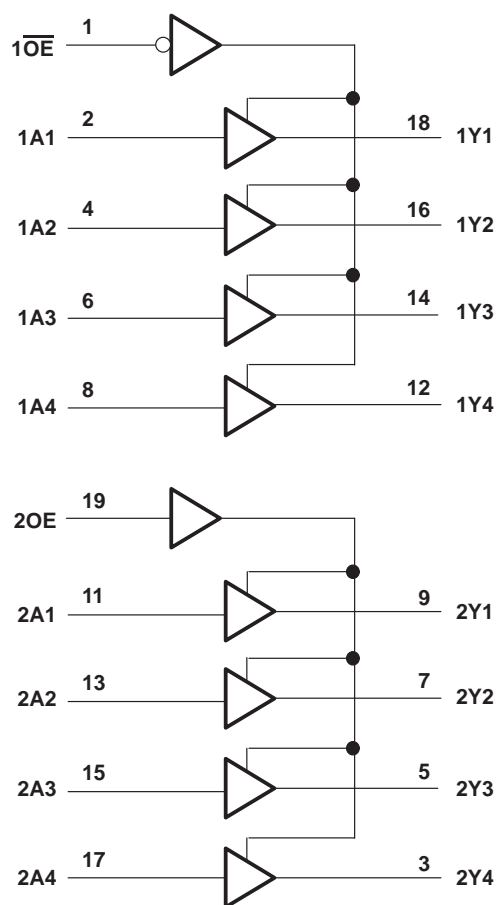 1O̅E̅ 1
1A1 2 18 1Y1
1A2 4 16 1Y2
1A3 6 14 1Y3
1A4 8 12 1Y4
2OE 19
2A1 11 9 2Y1
2A2 13 7 2Y2
2A3 15 5 2Y3
2A4 17 3 2Y4